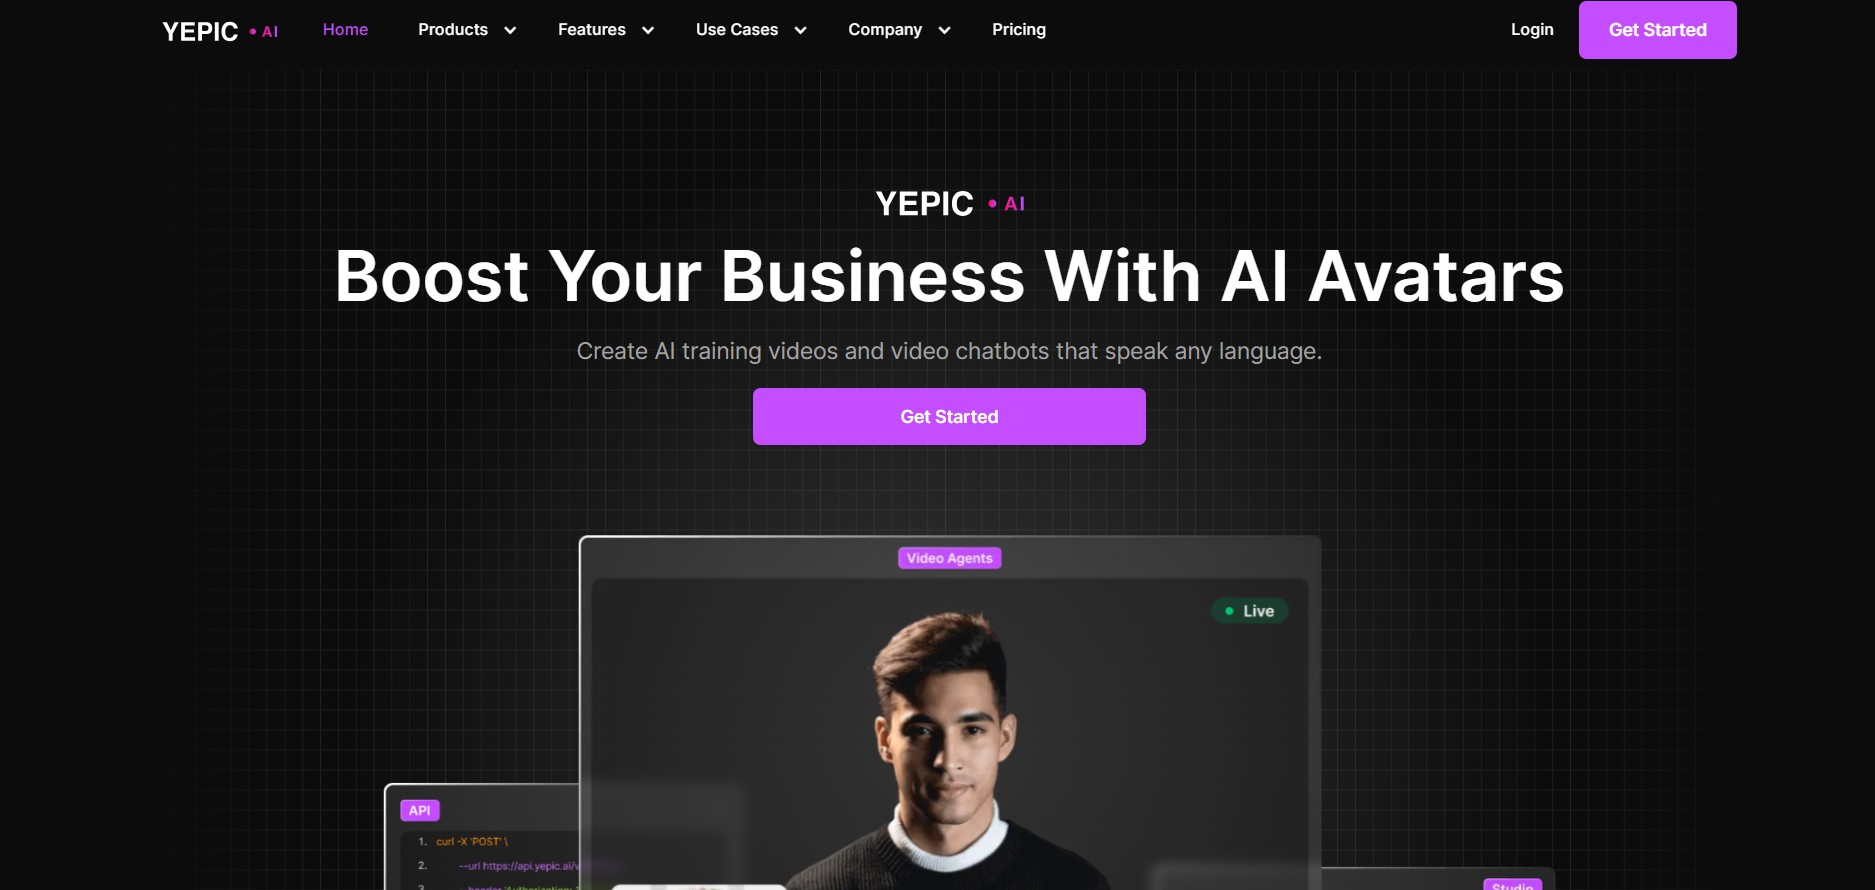 YEPIC • AI
Home
Products
Features
Use Cases
Company
Pricing
Login
Get Started
YEPIC • AI
Boost Your Business With AI Avatars
Create AI training videos and video chatbots that speak any language.
Get Started
Video Agents
Live
API
1. curl -X 'POST' \
2. --url https://api.yepic.ai/v
3.
Studio